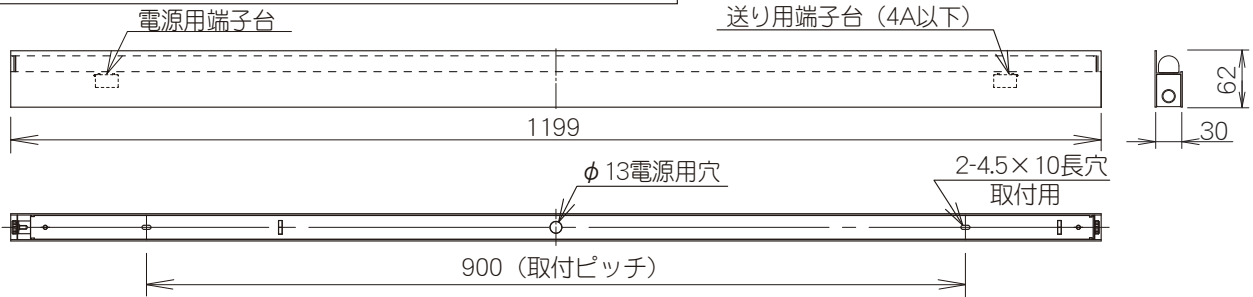 電源用端子台
送り用端子台（4A以下）
62
30
1199
φ13電源用穴
2-4.5×10長穴
取付用
900（取付ピッチ）